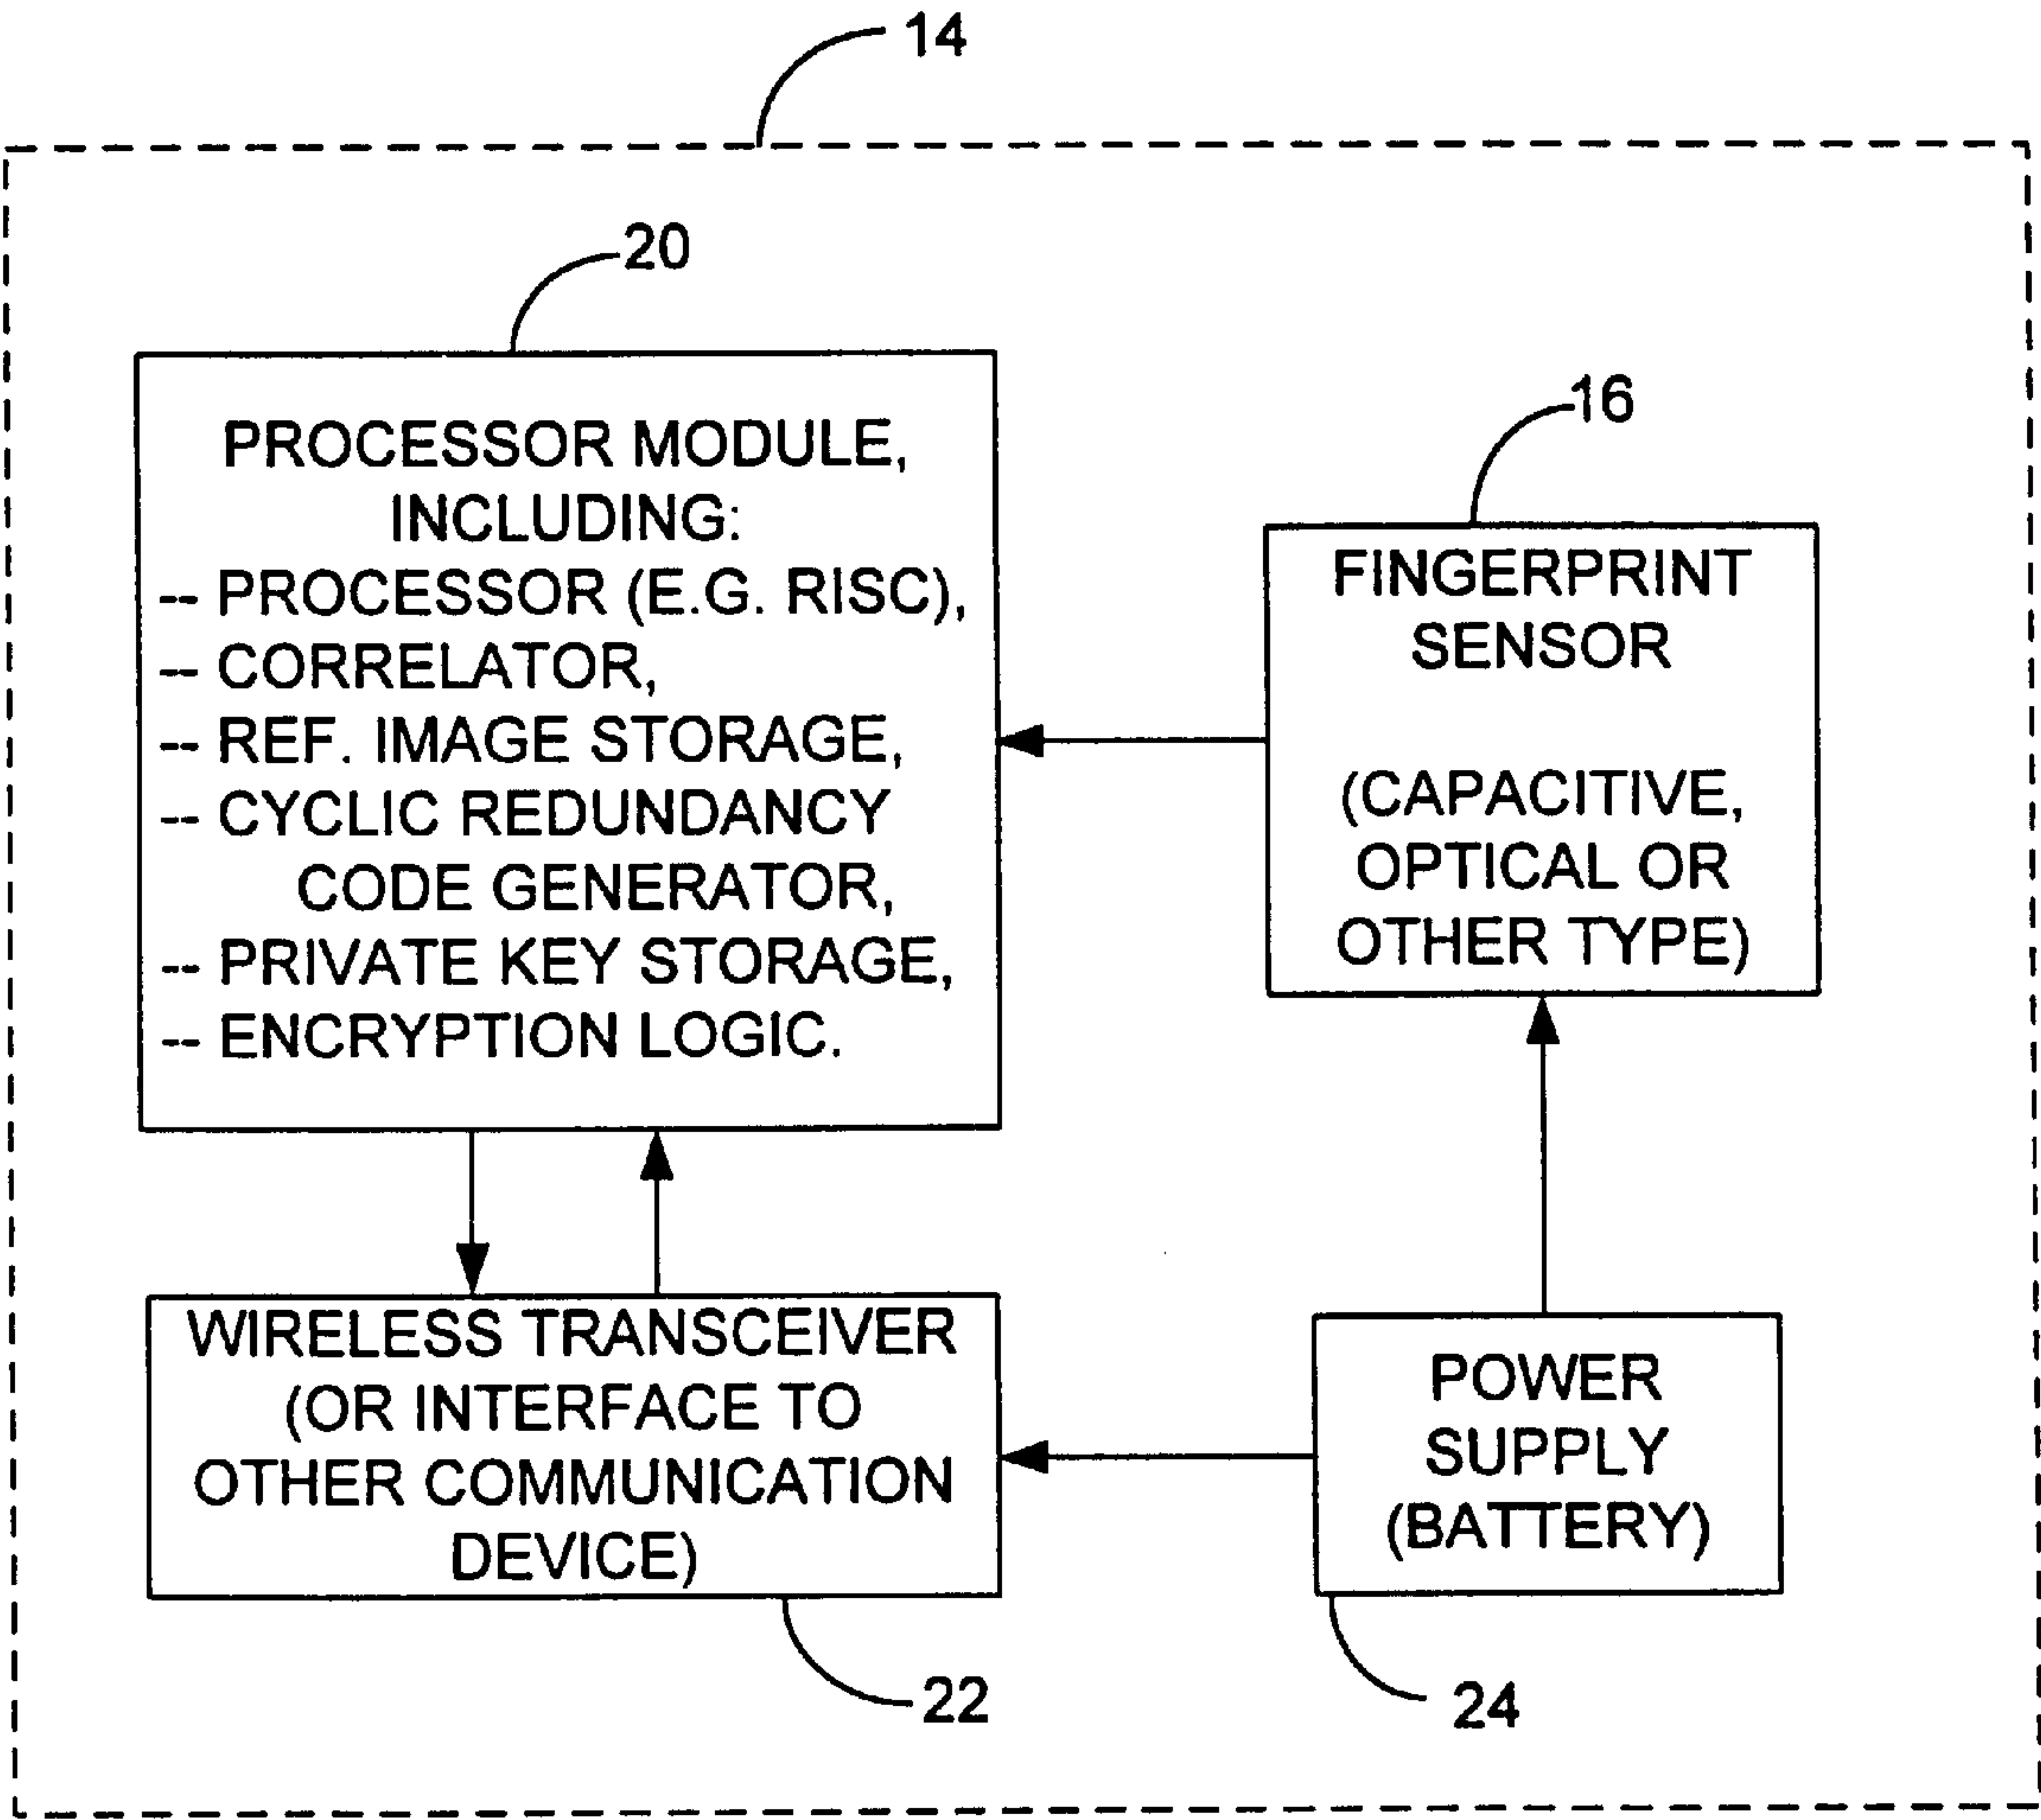 14
20
PROCESSOR MODULE,
INCLUDING:
-- PROCESSOR (E.G. RISC),
-- CORRELATOR,
-- REF. IMAGE STORAGE,
-- CYCLIC REDUNDANCY
CODE GENERATOR,
-- PRIVATE KEY STORAGE,
-- ENCRYPTION LOGIC.
16
FINGERPRINT
SENSOR
(CAPACITIVE,
OPTICAL OR
OTHER TYPE)
WIRELESS TRANSCEIVER
(OR INTERFACE TO
OTHER COMMUNICATION
DEVICE)
22
POWER
SUPPLY
(BATTERY)
24